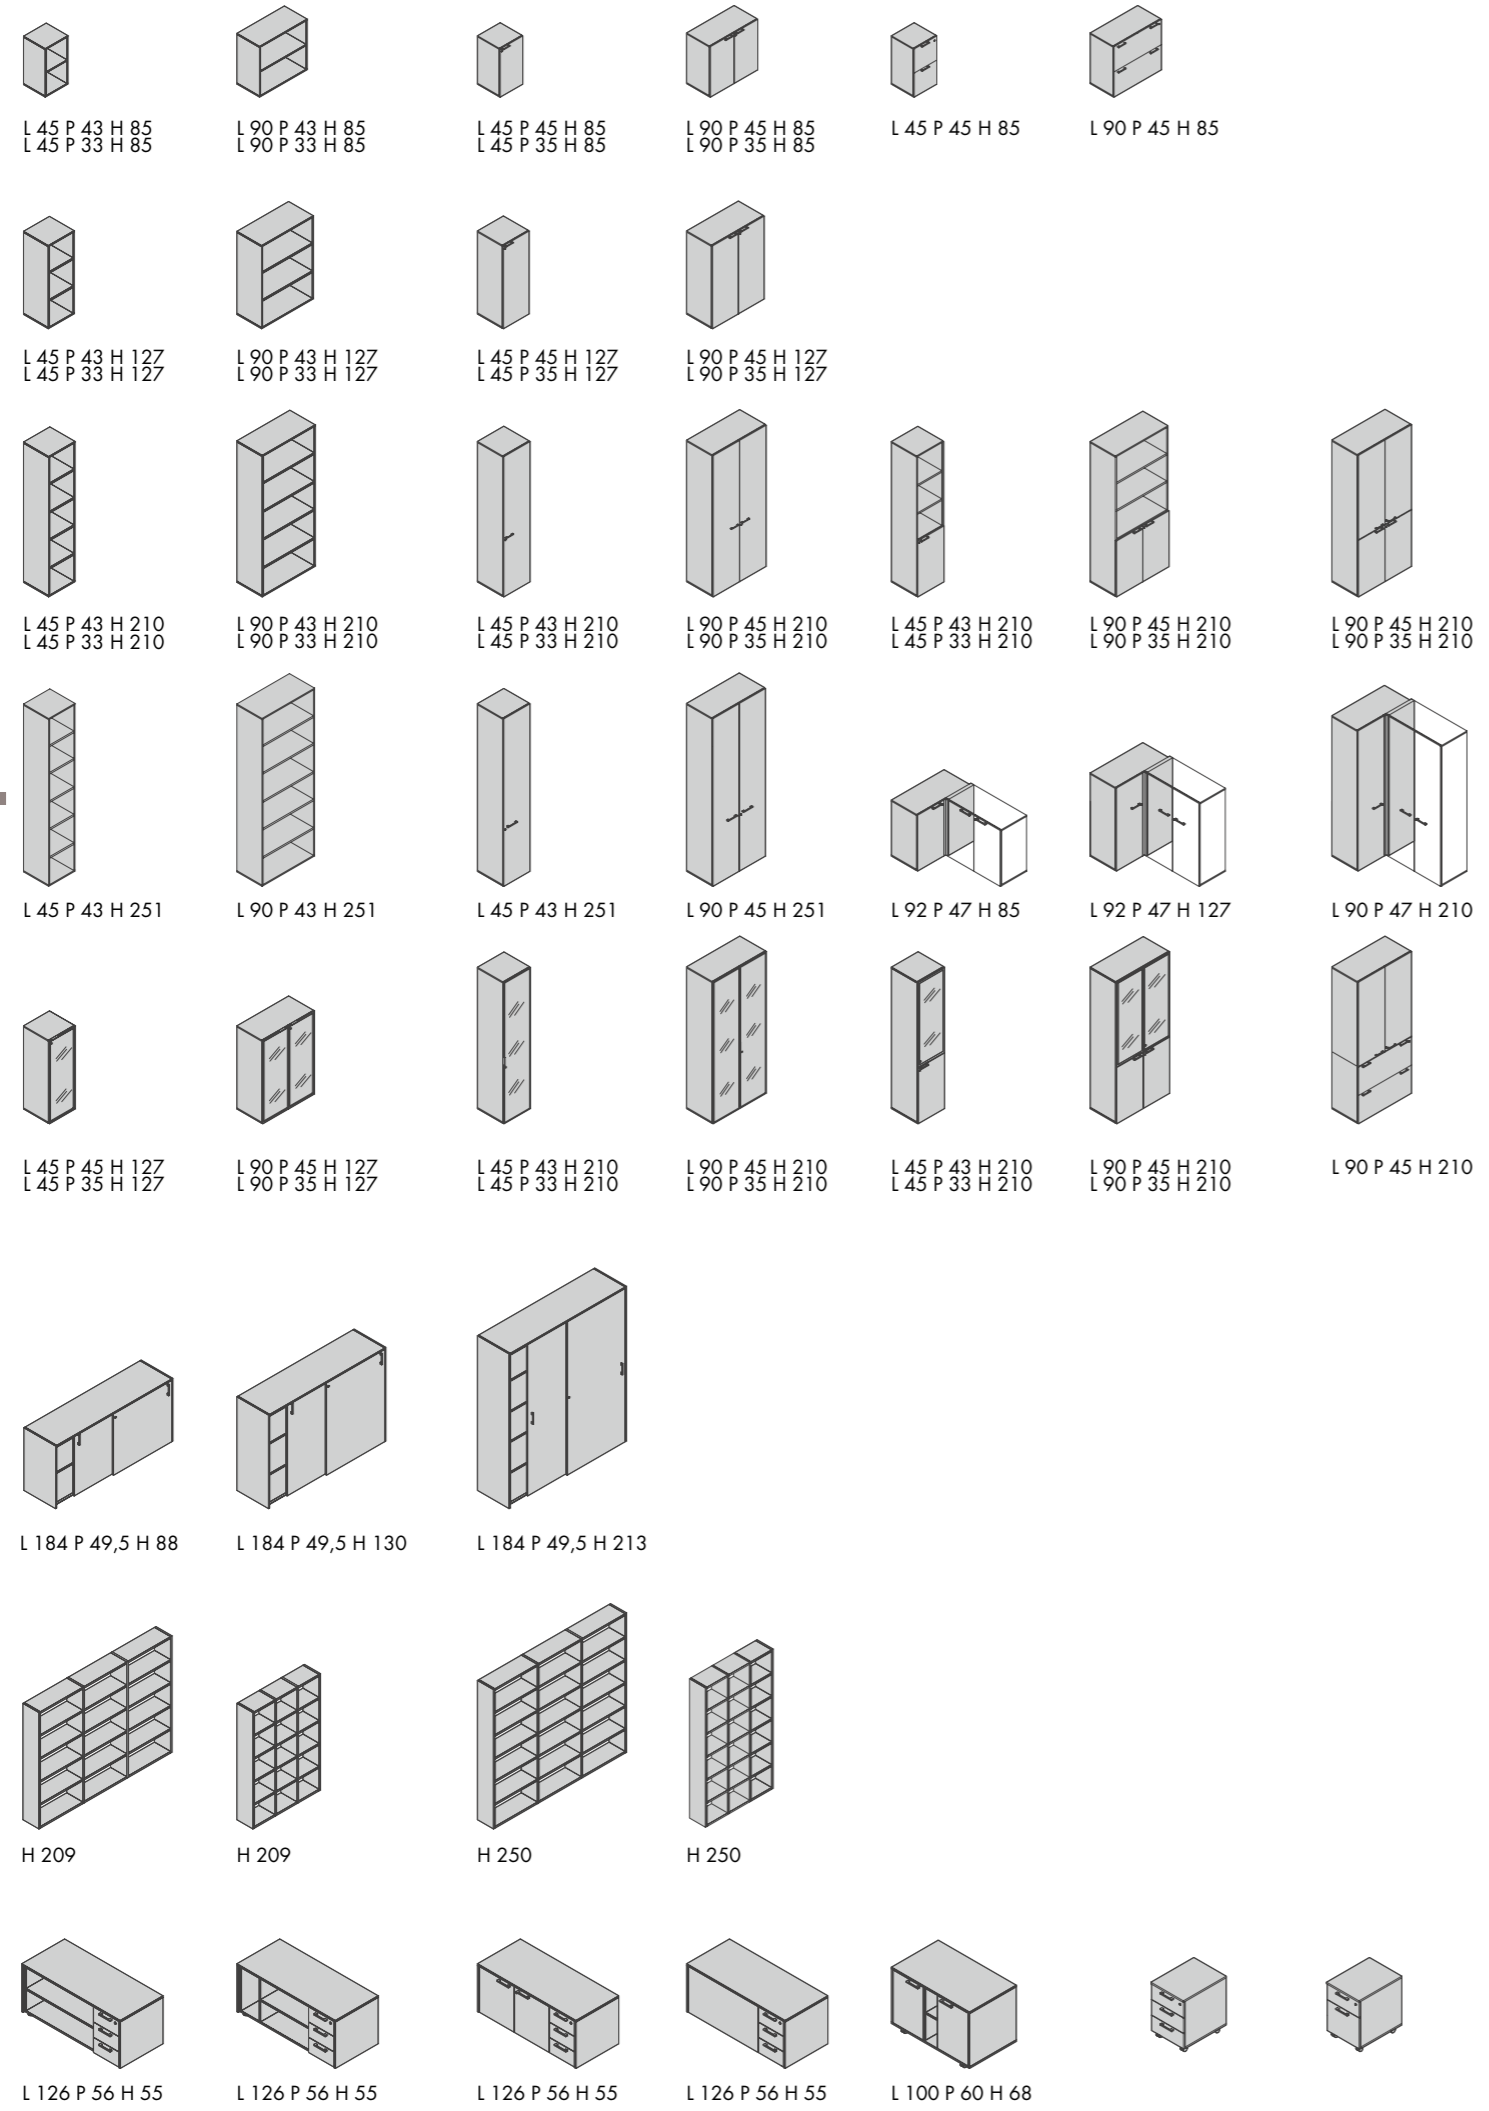 L 45 P 43 H 85
L 45 P 33 H 85
L 90 P 43 H 85
L 90 P 33 H 85
L 45 P 45 H 85
L 45 P 35 H 85
L 90 P 45 H 85
L 90 P 35 H 85
L 45 P 45 H 85
L 90 P 45 H 85
L 45 P 43 H 127
L 45 P 33 H 127
L 90 P 43 H 127
L 90 P 33 H 127
L 45 P 45 H 127
L 45 P 35 H 127
L 90 P 45 H 127
L 90 P 35 H 127
L 45 P 43 H 210
L 45 P 33 H 210
L 90 P 43 H 210
L 90 P 33 H 210
L 45 P 43 H 210
L 45 P 33 H 210
L 90 P 45 H 210
L 90 P 35 H 210
L 45 P 43 H 210
L 45 P 33 H 210
L 90 P 45 H 210
L 90 P 35 H 210
L 90 P 45 H 210
L 90 P 35 H 210
L 45 P 43 H 251
L 90 P 43 H 251
L 45 P 43 H 251
L 90 P 45 H 251
L 92 P 47 H 85
L 92 P 47 H 127
L 90 P 47 H 210
L 45 P 45 H 127
L 45 P 35 H 127
L 90 P 45 H 127
L 90 P 35 H 127
L 45 P 43 H 210
L 45 P 33 H 210
L 90 P 45 H 210
L 90 P 35 H 210
L 45 P 43 H 210
L 45 P 33 H 210
L 90 P 45 H 210
L 90 P 35 H 210
L 90 P 45 H 210
L 184 P 49,5 H 88
L 184 P 49,5 H 130
L 184 P 49,5 H 213
H 209
H 209
H 250
H 250
L 126 P 56 H 55
L 126 P 56 H 55
L 126 P 56 H 55
L 126 P 56 H 55
L 100 P 60 H 68